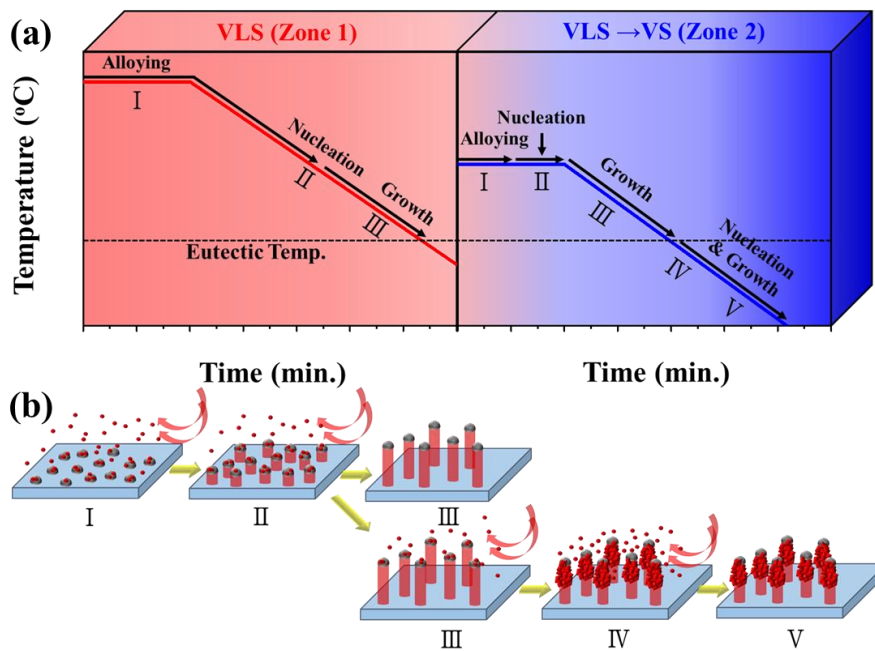 (a)
VLS (Zone 1)
VLS →VS (Zone 2)
Temperature (°C)
Alloying
Ⅰ
Nucleation
Ⅱ
Growth
Ⅲ
Eutectic Temp.
Nucleation
Alloying
Ⅰ
Ⅱ
Growth
Ⅲ
Nucleation
& Growth
Ⅳ
Ⅴ
Time (min.)
Time (min.)
(b)
Ⅰ
Ⅱ
Ⅲ
Ⅲ
Ⅳ
Ⅴ